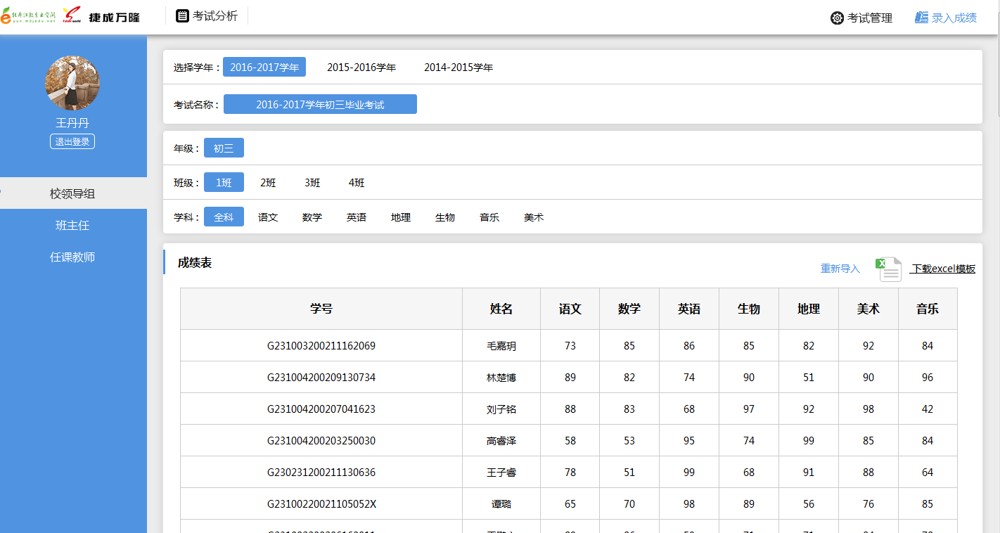 牡丹江教育云空间
yun.mdjedu.net
捷成万隆
考试分析
考试管理
录入成绩
王丹丹
退出登录
校领导组
班主任
任课教师
选择学年： 2016-2017学年 2015-2016学年 2014-2015学年
考试名称： 2016-2017学年初三毕业考试
年级： 初三
班级： 1班 2班 3班 4班
学科： 全科 语文 数学 英语 地理 生物 音乐 美术
成绩表
重新导入 下载excel模板
学号 姓名 语文 数学 英语 生物 地理 美术 音乐
G231003200211162069 毛嘉玥 73 85 86 85 82 92 84
G231004200209130734 林楚博 89 82 74 90 51 90 96
G231004200207041623 刘子铭 88 83 68 97 92 98 42
G231004200203250030 高睿泽 58 53 95 74 99 85 84
G230231200211130636 王子睿 78 51 99 68 91 88 64
G23100220021105052X 谭璐 65 70 98 89 56 76 85